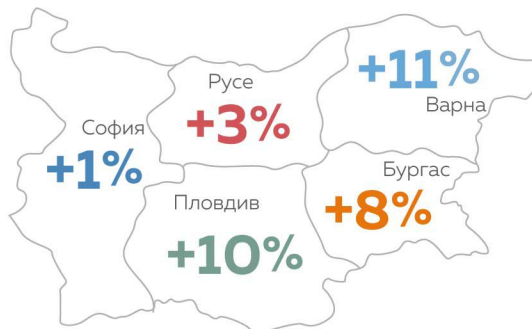 +11%
Варна
Русе
+3%
София
+1%
Бургас
+8%
Пловдив
+10%